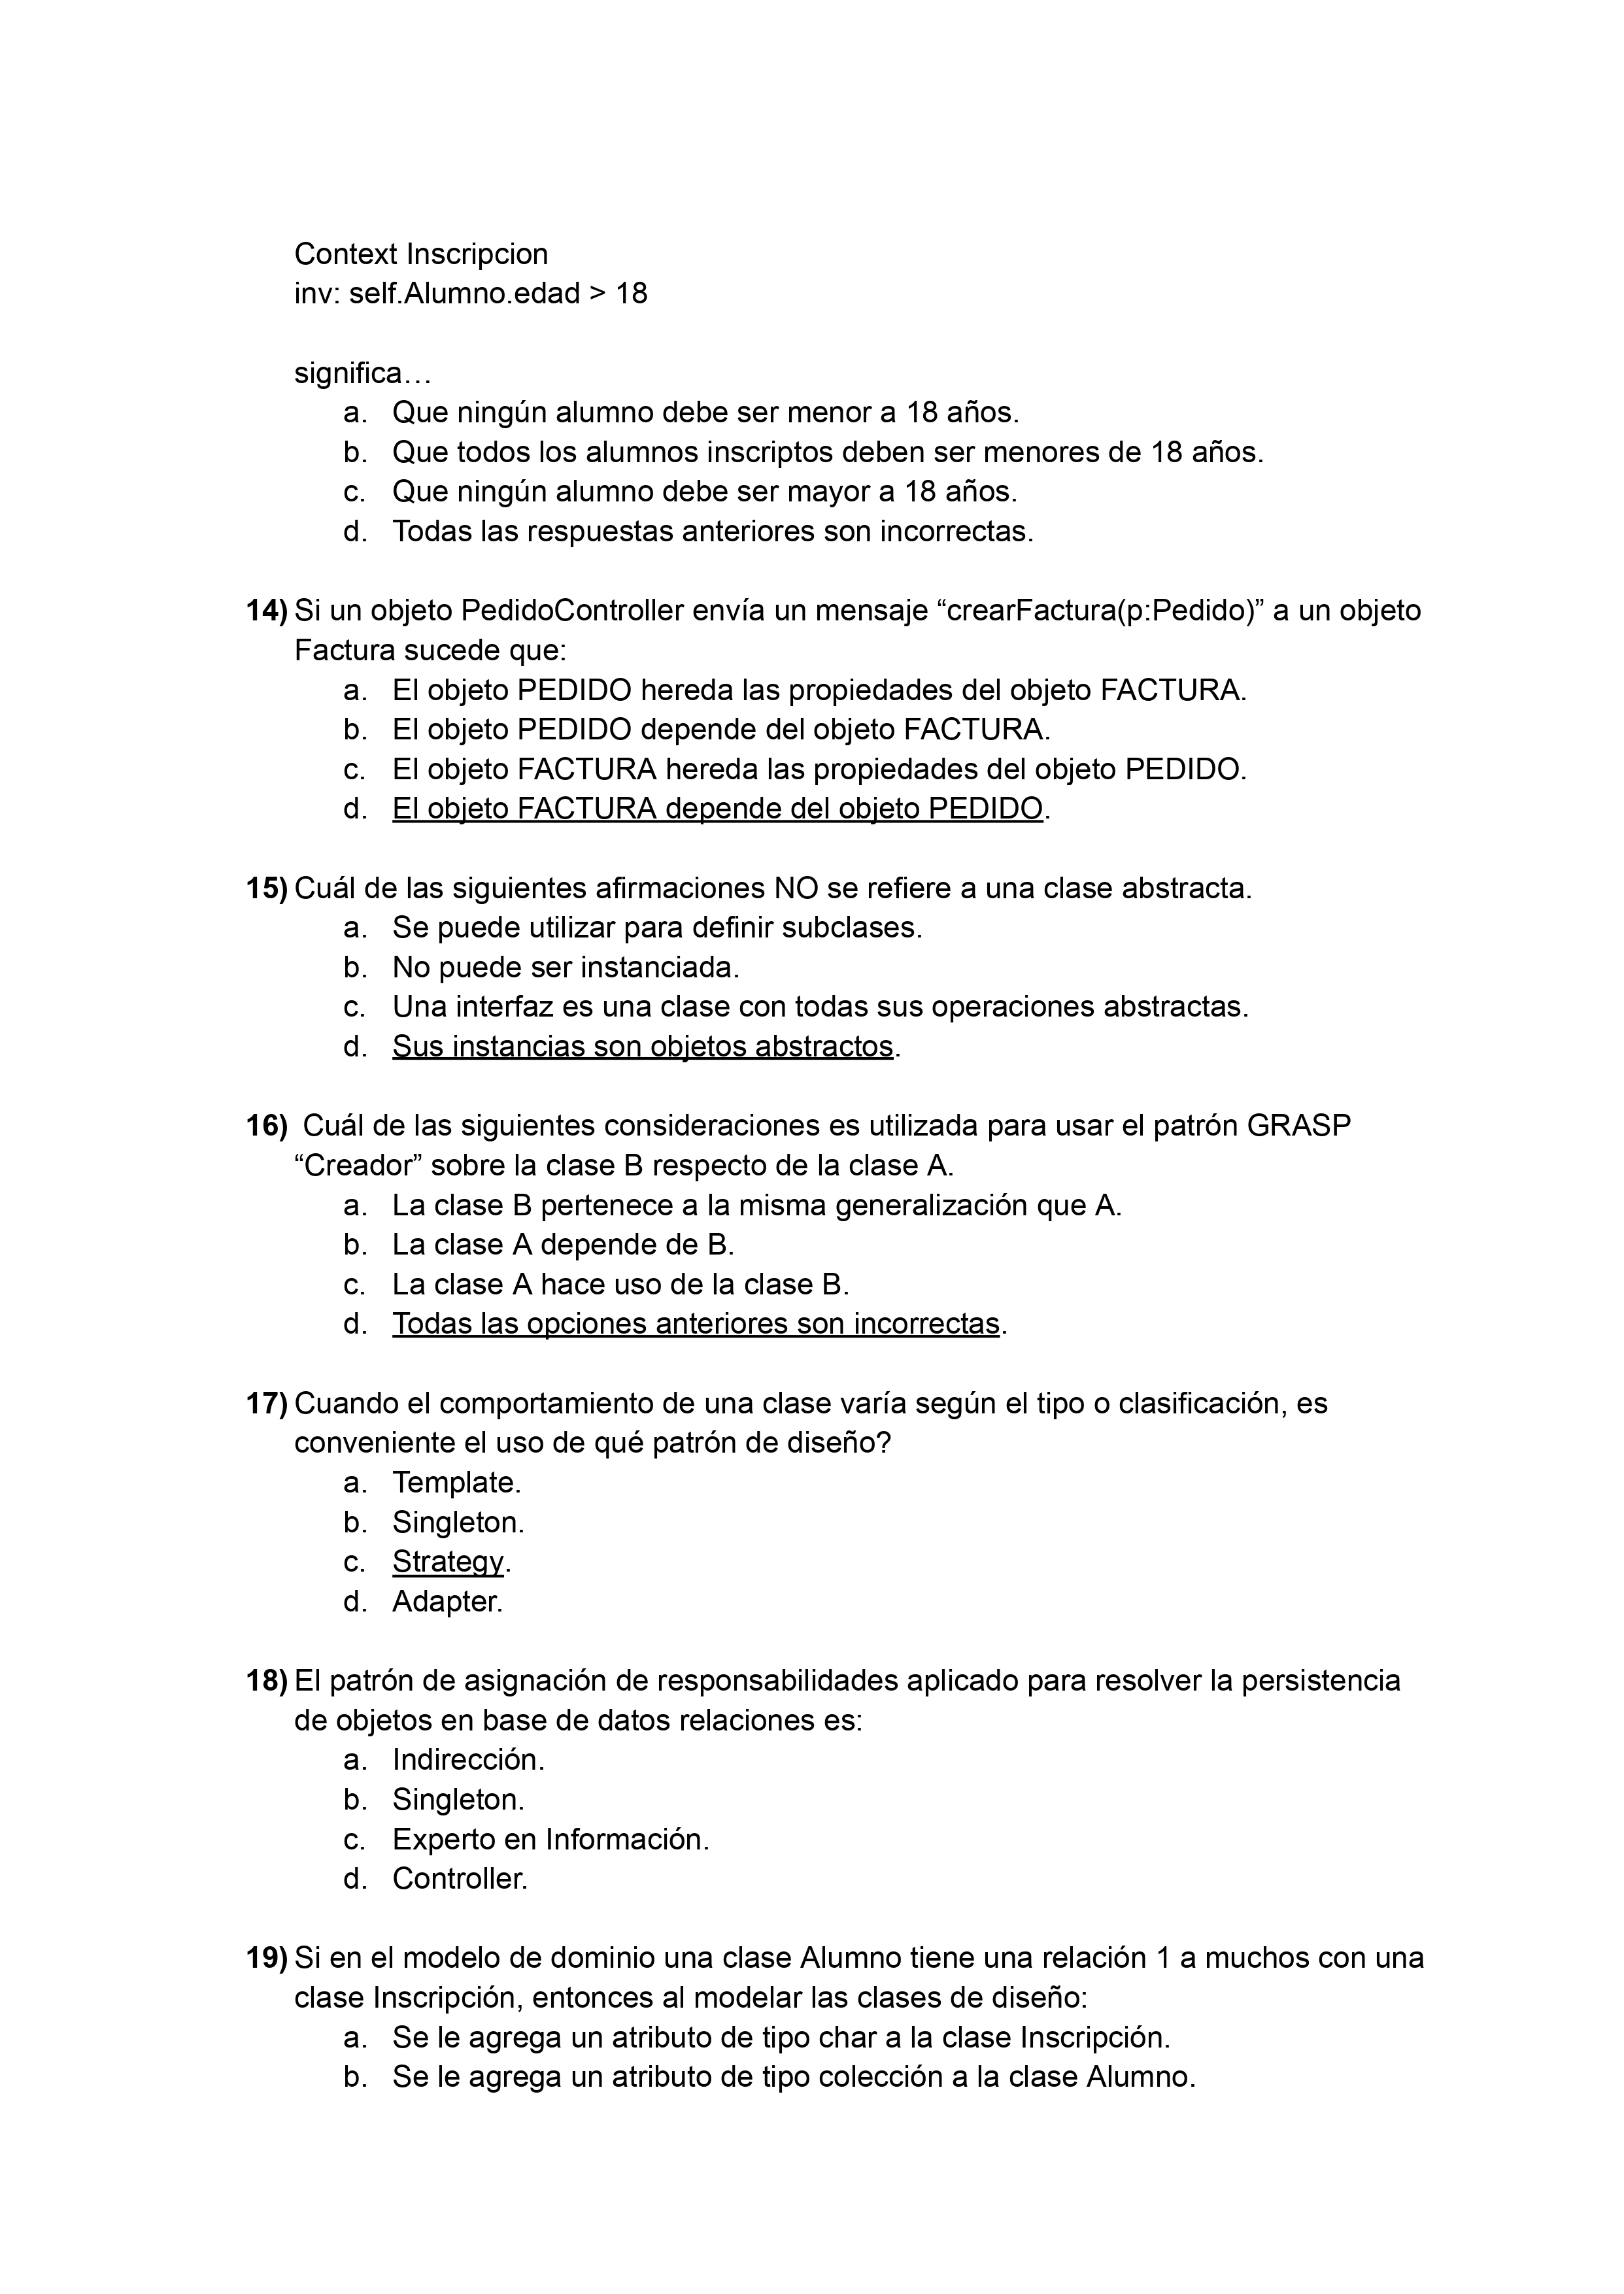 Context Inscripcion
inv: self.Alumno.edad > 18
significa…
a. Que ningún alumno debe ser menor a 18 años.
b. Que todos los alumnos inscriptos deben ser menores de 18 años.
c. Que ningún alumno debe ser mayor a 18 años.
d. Todas las respuestas anteriores son incorrectas.
14) Si un objeto PedidoController envía un mensaje “crearFactura(p:Pedido)” a un objeto
Factura sucede que:
a. El objeto PEDIDO hereda las propiedades del objeto FACTURA.
b. El objeto PEDIDO depende del objeto FACTURA.
c. El objeto FACTURA hereda las propiedades del objeto PEDIDO.
d. El objeto FACTURA depende del objeto PEDIDO.
15) Cuál de las siguientes afirmaciones NO se refiere a una clase abstracta.
a. Se puede utilizar para definir subclases.
b. No puede ser instanciada.
c. Una interfaz es una clase con todas sus operaciones abstractas.
d. Sus instancias son objetos abstractos.
16) Cuál de las siguientes consideraciones es utilizada para usar el patrón GRASP
“Creador” sobre la clase B respecto de la clase A.
a. La clase B pertenece a la misma generalización que A.
b. La clase A depende de B.
c. La clase A hace uso de la clase B.
d. Todas las opciones anteriores son incorrectas.
17) Cuando el comportamiento de una clase varía según el tipo o clasificación, es
conveniente el uso de qué patrón de diseño?
a. Template.
b. Singleton.
c. Strategy.
d. Adapter.
18) El patrón de asignación de responsabilidades aplicado para resolver la persistencia
de objetos en base de datos relaciones es:
a. Indirección.
b. Singleton.
c. Experto en Información.
d. Controller.
19) Si en el modelo de dominio una clase Alumno tiene una relación 1 a muchos con una
clase Inscripción, entonces al modelar las clases de diseño:
a. Se le agrega un atributo de tipo char a la clase Inscripción.
b. Se le agrega un atributo de tipo colección a la clase Alumno.